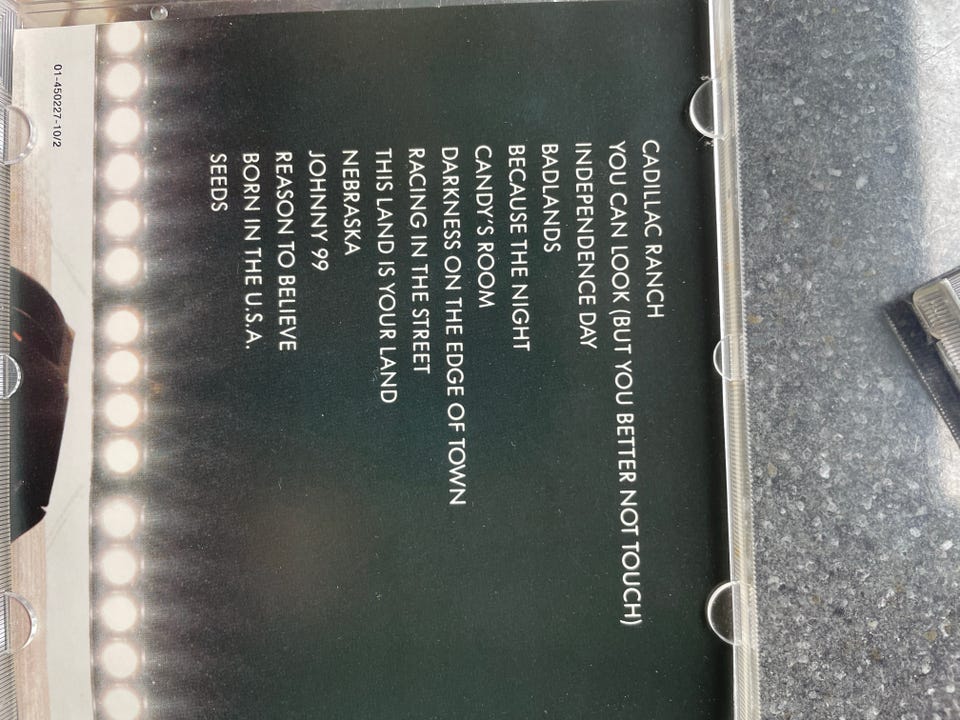 CADILLAC RANCH
YOU CAN LOOK (BUT YOU BETTER NOT TOUCH)
INDEPENDENCE DAY
BADLANDS
BECAUSE THE NIGHT
CANDY'S ROOM
DARKNESS ON THE EDGE OF TOWN
RACING IN THE STREET
THIS LAND IS YOUR LAND
NEBRASKA
JOHNNY 99
REASON TO BELIEVE
BORN IN THE U.S.A.
SEEDS
01-450227-10/2